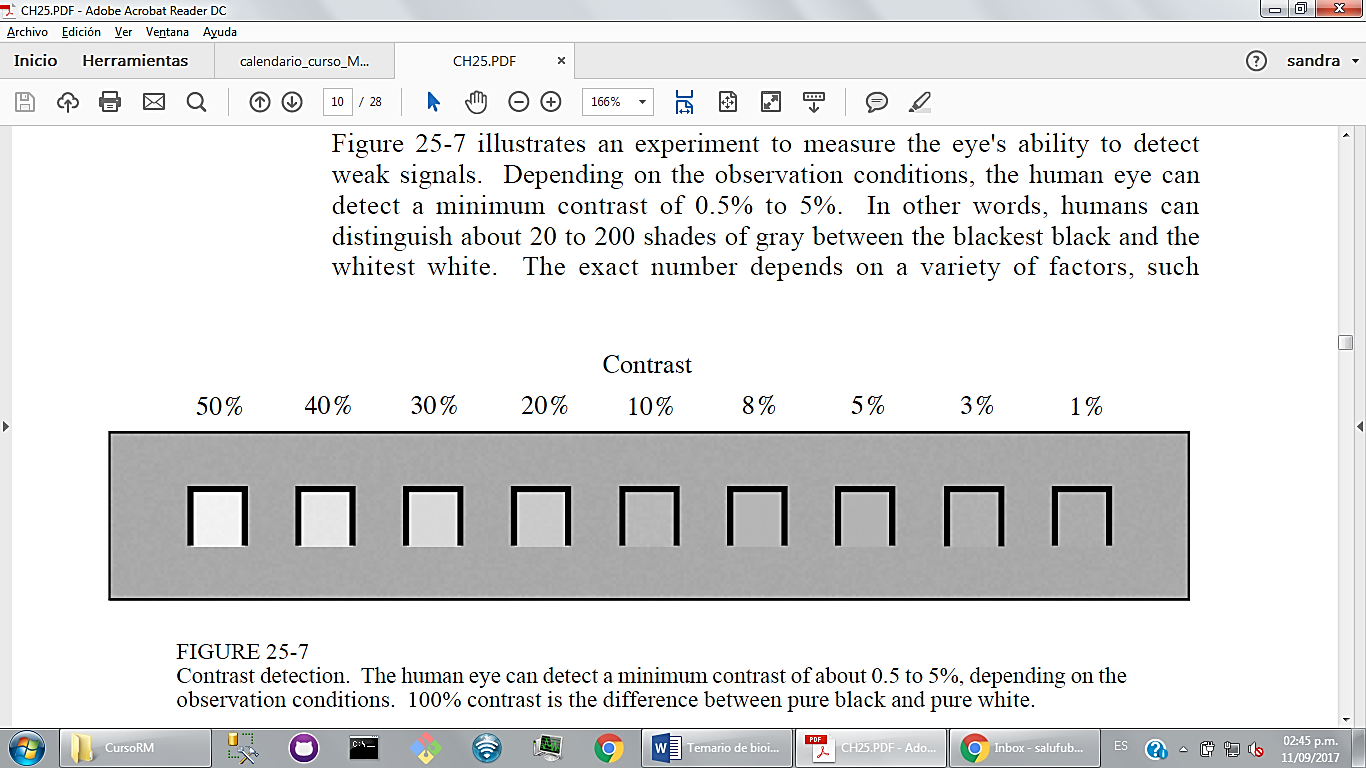 CH25.PDF - Adobe Acrobat Reader DC
Archivo Edición Ver Ventana Ayuda
Inicio Herramientas calendario_curso_M... CH25.PDF sandra
10 / 28 166%
Figure 25-7 illustrates an experiment to measure the eye's ability to detect
weak signals. Depending on the observation conditions, the human eye can
detect a minimum contrast of 0.5% to 5%. In other words, humans can
distinguish about 20 to 200 shades of gray between the blackest black and the
whitest white. The exact number depends on a variety of factors, such
Contrast
50% 40% 30% 20% 10% 8% 5% 3% 1%
FIGURE 25-7
Contrast detection. The human eye can detect a minimum contrast of about 0.5 to 5%, depending on the
observation conditions. 100% contrast is the difference between pure black and pure white.
CursoRM Temario de bioi... CH25.PDF - Ado... Inbox - salufub... ES 02:45 p.m.
11/09/2017